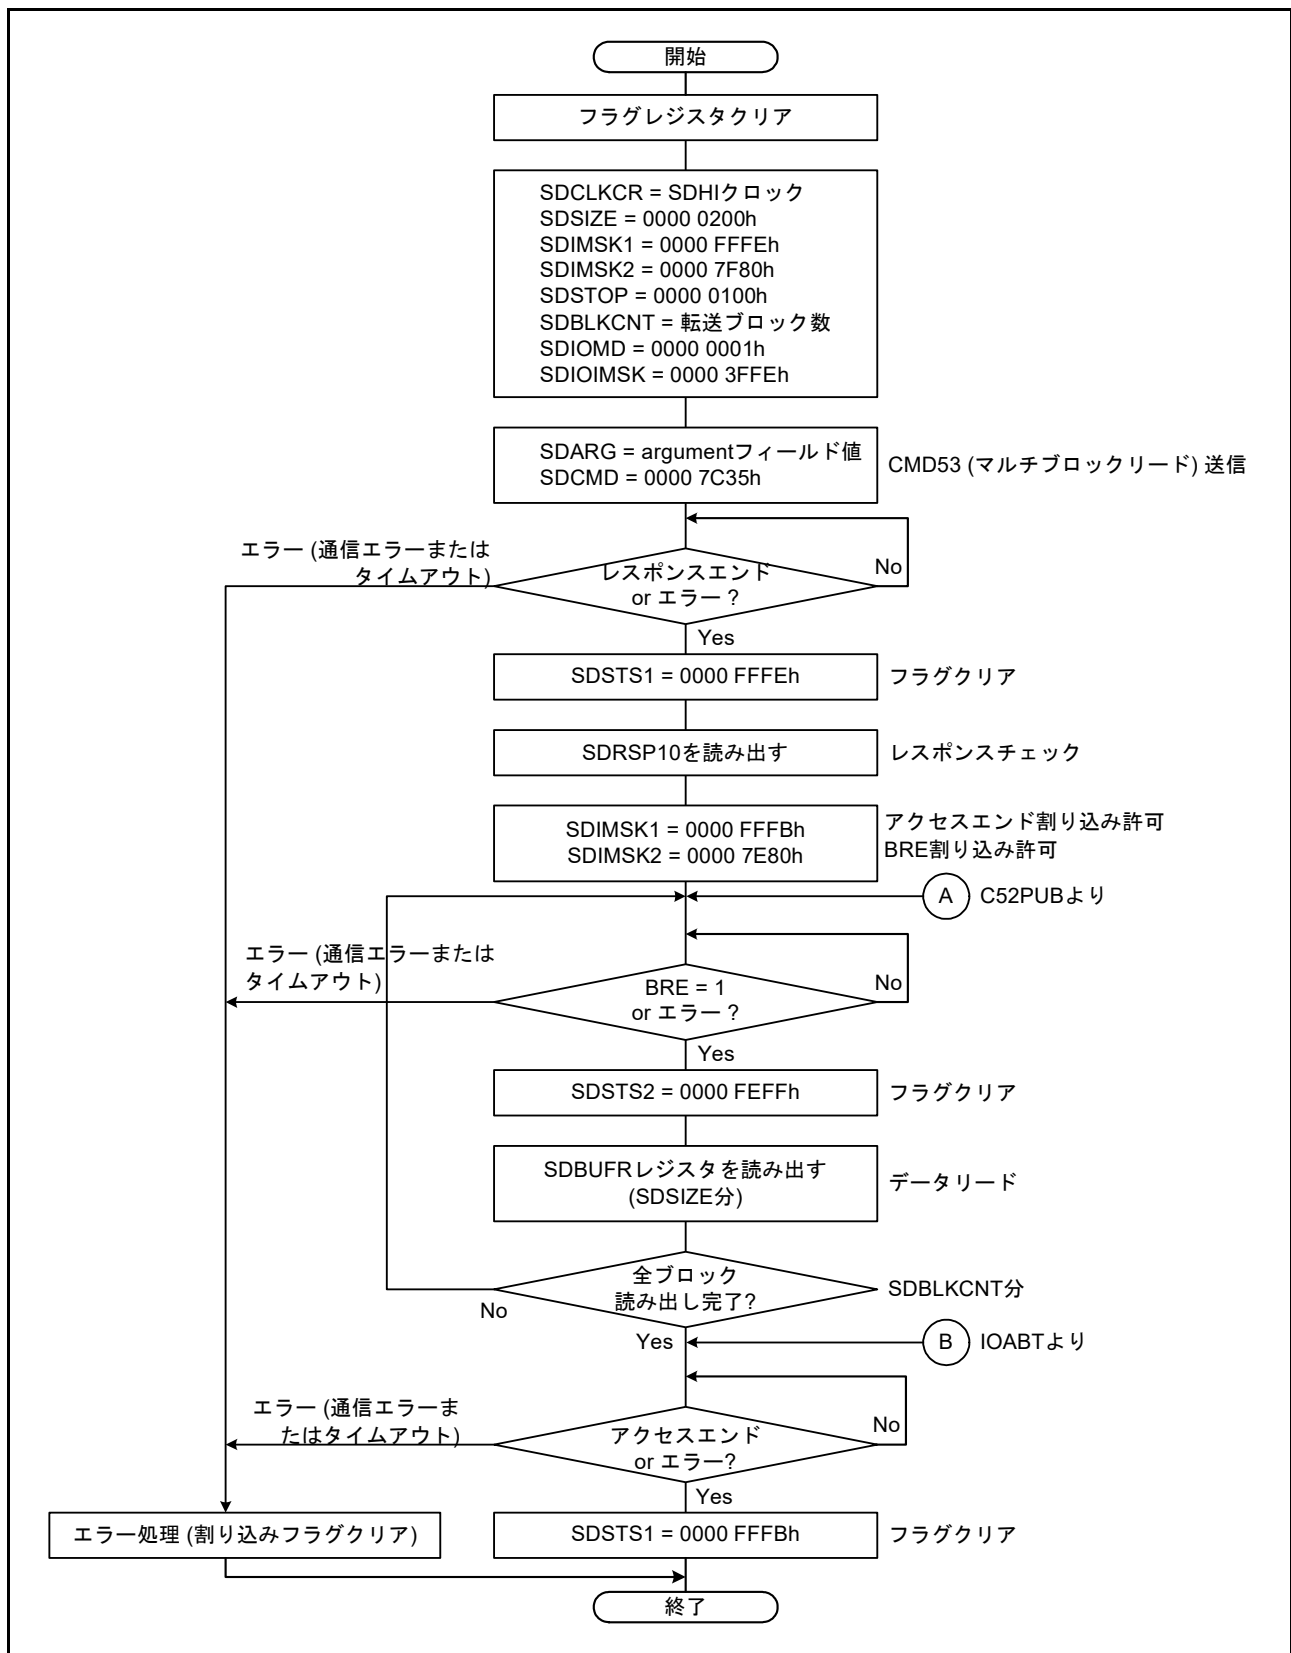 開始
フラグレジスタクリア
SDCLKCR = SDHIクロック
SDSIZE = 0000 0200h
SDIMSK1 = 0000 FFFEh
SDIMSK2 = 0000 7F80h
SDSTOP = 0000 0100h
SDBLKCNT = 転送ブロック数
SDIOMD = 0000 0001h
SDIOIMSK = 0000 3FFEh
SDARG = argumentフィールド値
SDCMD = 0000 7C35h
CMD53 (マルチブロックリード) 送信
エラー (通信エラーまたは
タイムアウト)
レスポンスエンド
or エラー ?
No
Yes
SDSTS1 = 0000 FFFEh
フラグクリア
SDRSP10を読み出す
レスポンスチェック
SDIMSK1 = 0000 FFFBh
SDIMSK2 = 0000 7E80h
アクセスエンド割り込み許可
BRE割り込み許可
A
C52PUBより
エラー (通信エラーまたは
タイムアウト)
BRE = 1
or エラー ?
No
Yes
SDSTS2 = 0000 FEFFh
フラグクリア
SDBUFRレジスタを読み出す
(SDSIZE分)
データリード
全ブロック
読み出し完了?
SDBLKCNT分
No
Yes
B
IOABTより
エラー (通信エラーま
たはタイムアウト)
アクセスエンド
or エラー?
No
Yes
エラー処理 (割り込みフラグクリア)
SDSTS1 = 0000 FFFBh
フラグクリア
終了